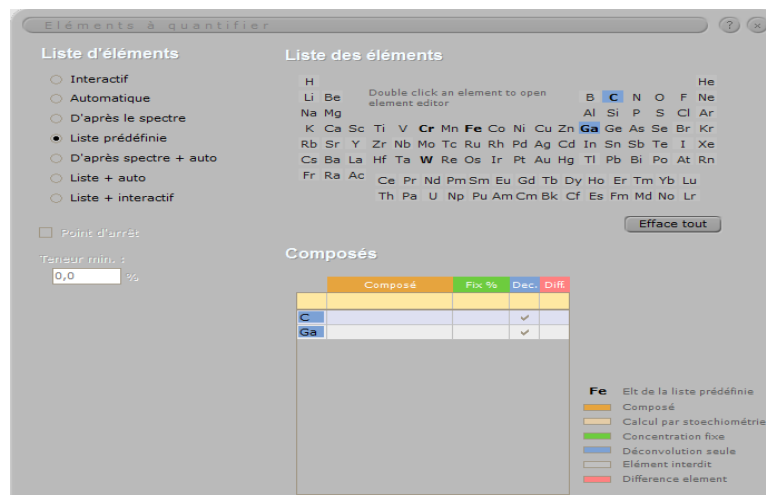 Eléments à quantifier
?
×
Liste d'éléments
Interactif
Automatique
D'après le spectre
Liste prédéfinie
D'après spectre + auto
Liste + auto
Liste + interactif
Point d'arrêt
Teneur min. :
0,0 %
Liste des éléments
H He
Li Be Double click an element to open element editor B C N O F Ne
Na Mg Al Si P S Cl Ar
K Ca Sc Ti V Cr Mn Fe Co Ni Cu Zn Ga Ge As Se Br Kr
Rb Sr Y Zr Nb Mo Tc Ru Rh Pd Ag Cd In Sn Sb Te I Xe
Cs Ba La Hf Ta W Re Os Ir Pt Au Hg Tl Pb Bi Po At Rn
Fr Ra Ac Ce Pr Nd Pm Sm Eu Gd Tb Dy Ho Er Tm Yb Lu
Th Pa U Np Pu Am Cm Bk Cf Es Fm Md No Lr
Efface tout
Composés
Composé Fix % Dec. Diff.
C
Ga
Fe Elt de la liste prédéfinie
Composé
Calcul par stoechiométrie
Concentration fixe
Déconvolution seule
Elément interdit
Difference element